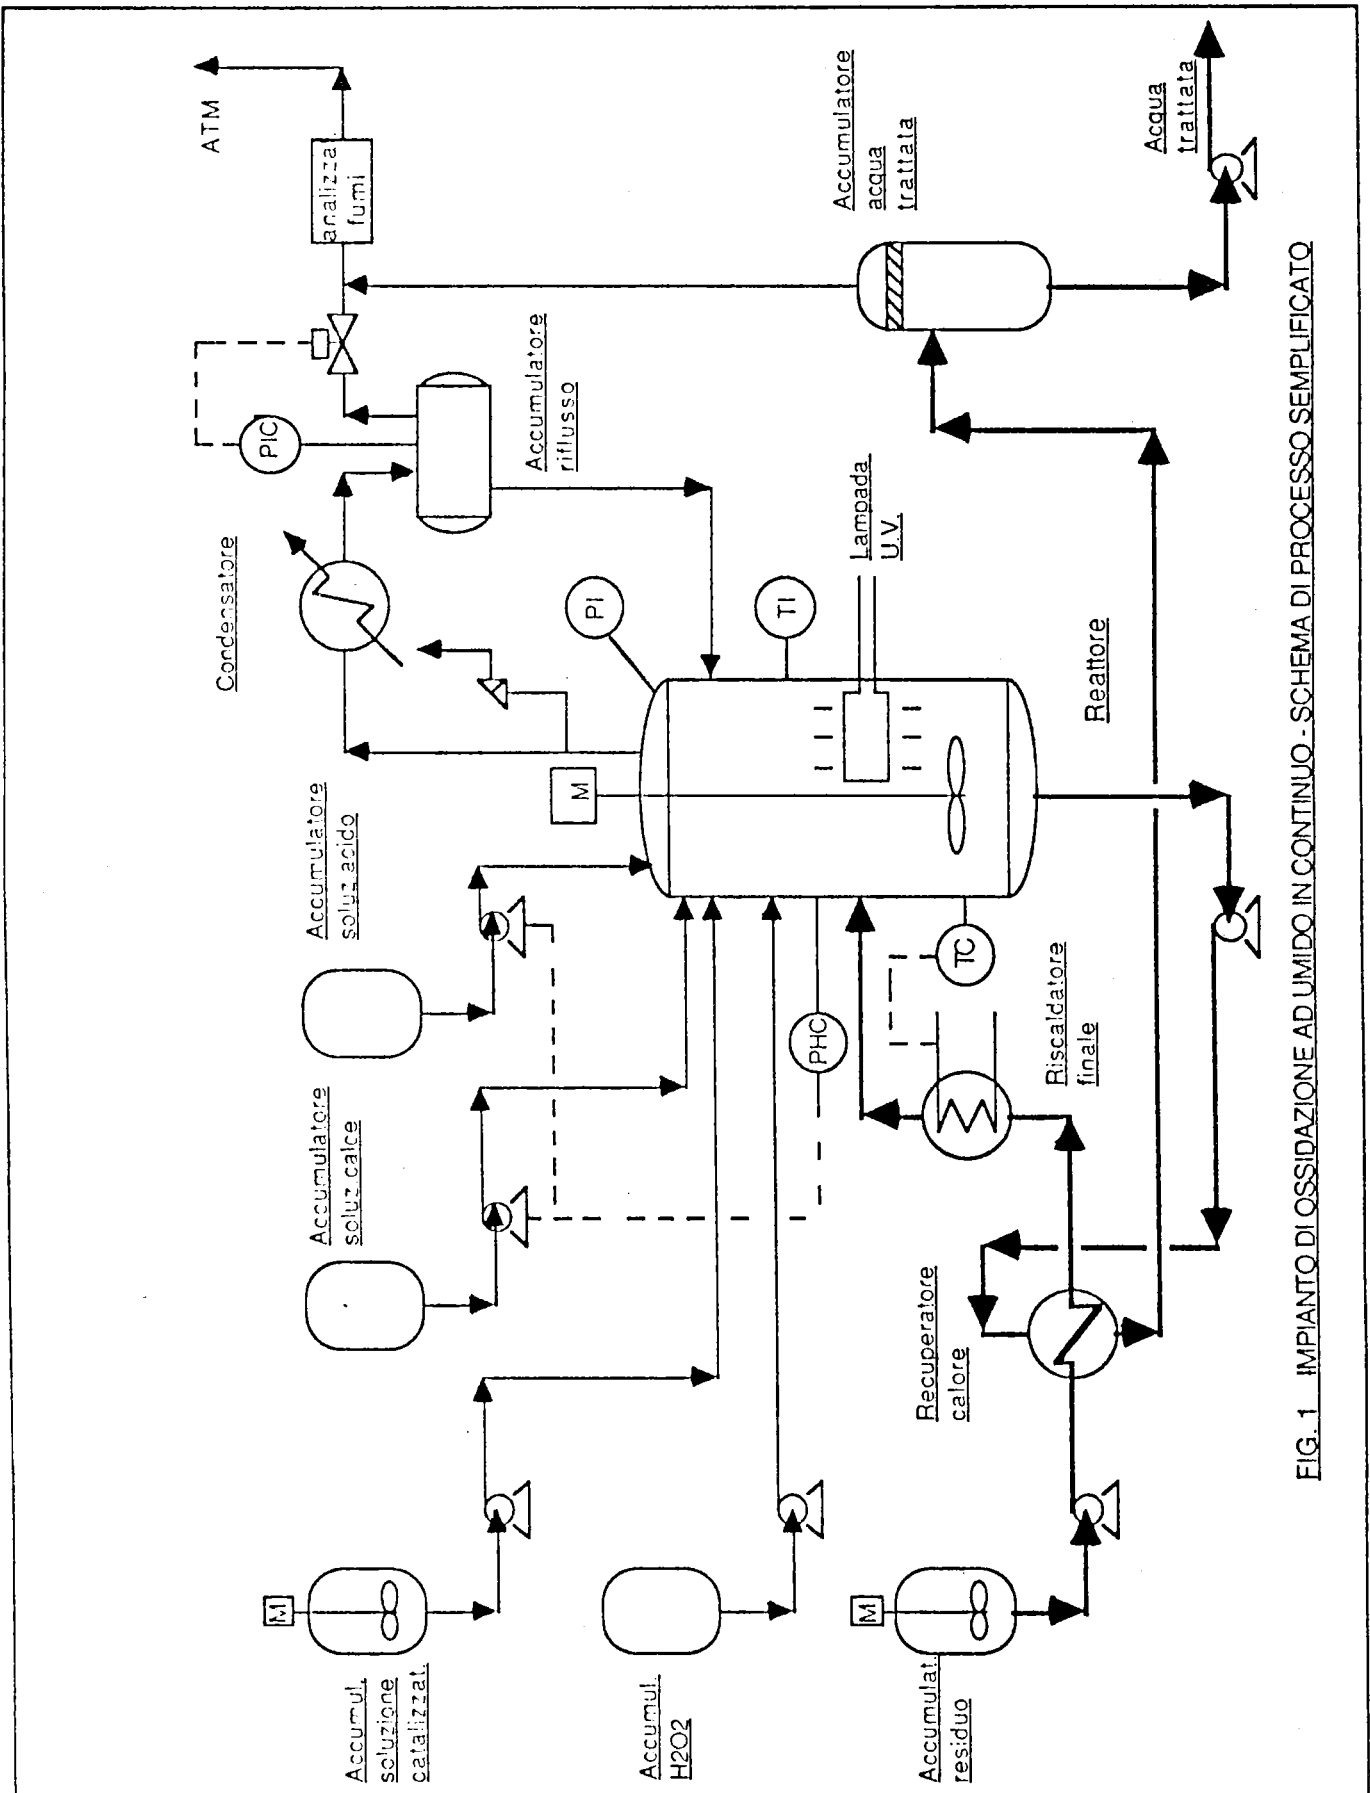 ATM
analizza
fumi
PIC
Condensatore
Accumulatore
riflusso
Accumulatore
acqua
trattata
Acqua
trattata
PI
TI
Lampada
U.V.
Reattore
M
Accumulatore
soluz.acido
Accumulatore
soluz.calce
PHC
TC
Riscaldatore
finale
Recuperatore
calore
M
Accumul.
soluzione
catalizzat.
Accumul.
H2O2
M
Accumulat.
residuo
FIG. 1 IMPIANTO DI OSSIDAZIONE AD UMIDO IN CONTINUO - SCHEMA DI PROCESSO SEMPLIFICATO